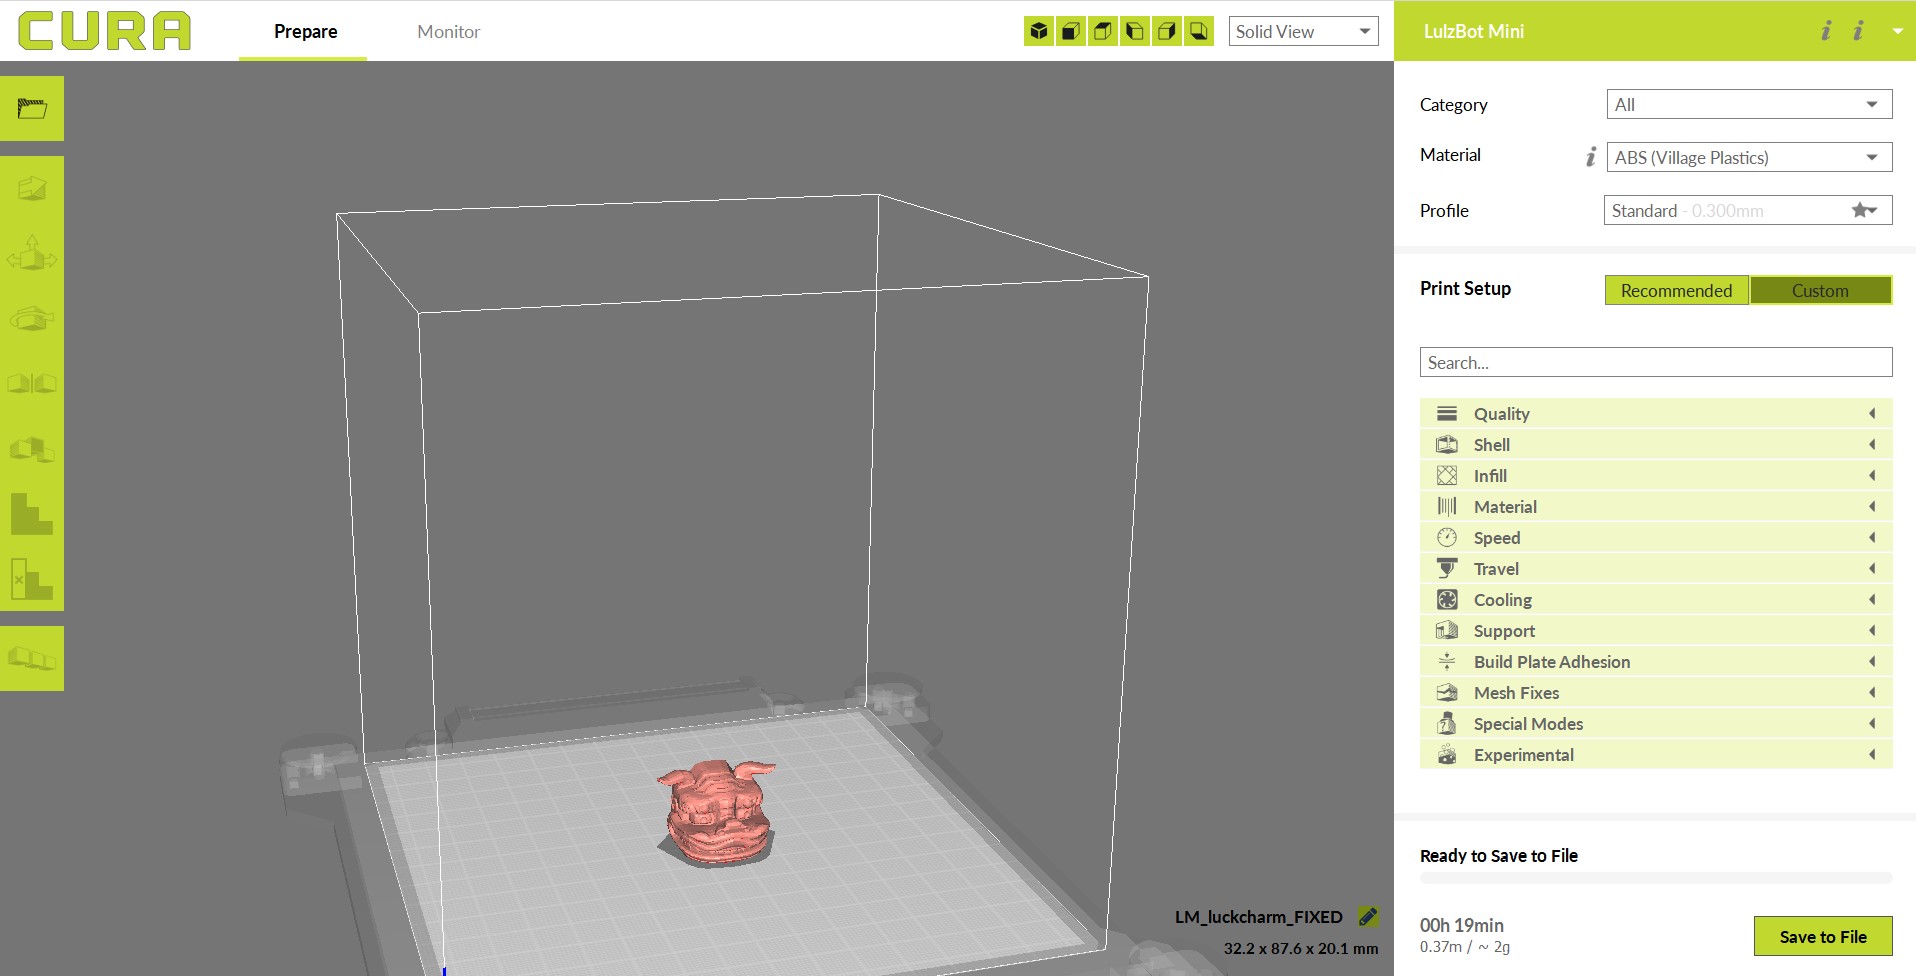 CURA
Prepare
Monitor
Solid View
LulzBot Mini
Category
All
Material
ABS (Village Plastics)
Profile
Standard - 0.300mm
Print Setup
Recommended
Custom
Search...
Quality
Shell
Infill
Material
Speed
Travel
Cooling
Support
Build Plate Adhesion
Mesh Fixes
Special Modes
Experimental
Ready to Save to File
LM_luckcharm_FIXED
32.2 x 87.6 x 20.1 mm
00h 19min
0.37m / ~ 2g
Save to File